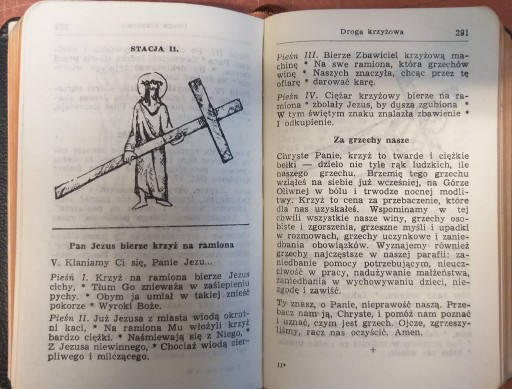 STACJA II.
Pan Jezus bierze krzyż na ramiona
V. Kłaniamy Ci się, Panie Jezu...
Pieśń I. Krzyż na ramiona bierze Jezus
cichy, * Tłum Go znieważa w zaślepieniu
pychy. * Obym ja umiał w takiej znieść
pokorze * Wyroki Boże.
Pieśń II. Już Jezusa z miasta wiodą okrut-
ni kaci, * Na ramiona Mu włożyli krzyż
bardzo ciężki. * Naśmiewają się z Niego, *
Z Jezusa niewinnego, * Chociaż wiodą cier-
pliwego i milczącego.
Droga krzyżowa 291
Pieśń III. Bierze Zbawiciel krzyżową ma-
chinę * Na swe ramiona, która grzechów
winę * Naszych znaczyła, chcąc przez tę
ofiarę * darować karę.
Pieśń IV. Ciężar krzyżowy bierze na ra-
miona * zbolały Jezus, by dusza zgubiona *
W tym świętym znaku znalazła zbawienie *
I odkupienie.
Za grzechy nasze
Chryste Panie, krzyż to twarde i ciężkie
belki — dzieło nie tyle rąk ludzkich, ile
naszego grzechu. Brzemię tego grzechu
wziąłeś na siebie już wcześniej, na Górze
Oliwnej w bólu i trwodze nocnej modlit-
wy. Krzyż to cena za przebaczenie, które
dla nas uzyskałeś. Wspominamy w tej
chwili wszystkie nasze winy, grzechy oso-
biste i zgorszenia, grzeszne myśli i upadki
w rozmowach, grzechy uczynkowe i zanie-
dbania obowiązków. Wyznajemy również
grzechy najczęstsze w naszej parafii: za-
niedbanie pomocy potrzebującym, nieucz-
ciwość w pracy, nadużywanie małżeństwa,
zaniedbania w wychowywaniu dzieci, nie-
zgodę i zawiść.
Ty znasz, o Panie, nieprawość naszą. Prze-
bacz nam ją, Chryste, i pomóż nam poznać
i uznać, czym jest grzech. Ojcze, zgrzeszy-
liśmy, racz nas oczyścić. Amen.
+
11*